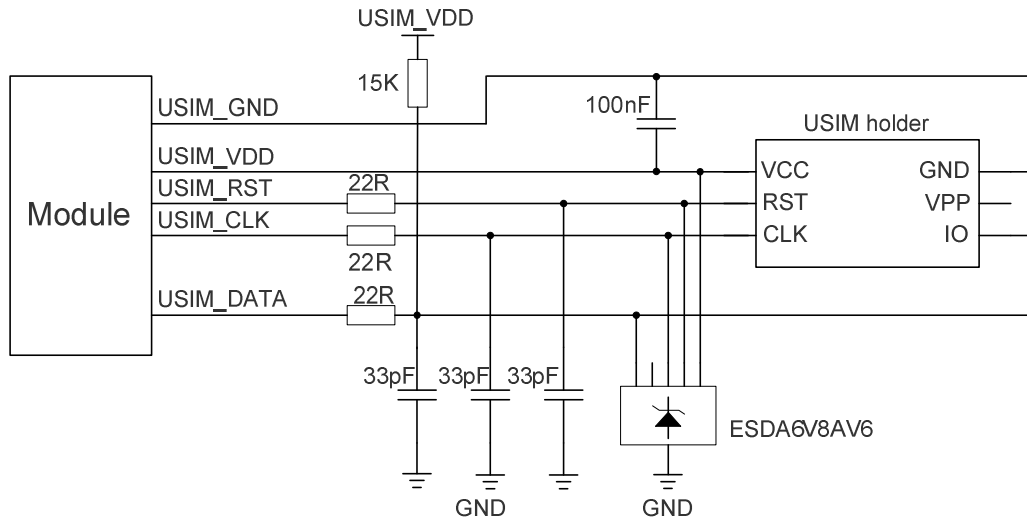 USIM_VDD
15K
USIM_GND
100nF
USIM holder
USIM_VDD
VCC
GND
USIM_RST
22R
RST
VPP
Module
USIM_CLK
CLK
IO
22R
USIM_DATA
22R
33pF
33pF
33pF
ESDA6V8AV6
GND
GND